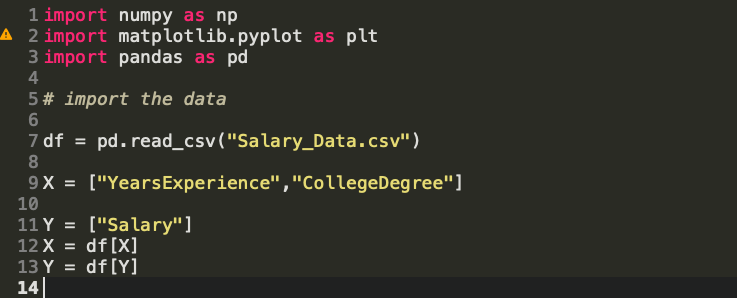 1 import numpy as np
2 import matplotlib.pyplot as plt
3 import pandas as pd
4
5 # import the data
6
7 df = pd.read_csv("Salary_Data.csv")
8
9 X = ["YearsExperience","CollegeDegree"]
10
11 Y = ["Salary"]
12 X = df[X]
13 Y = df[Y]
14